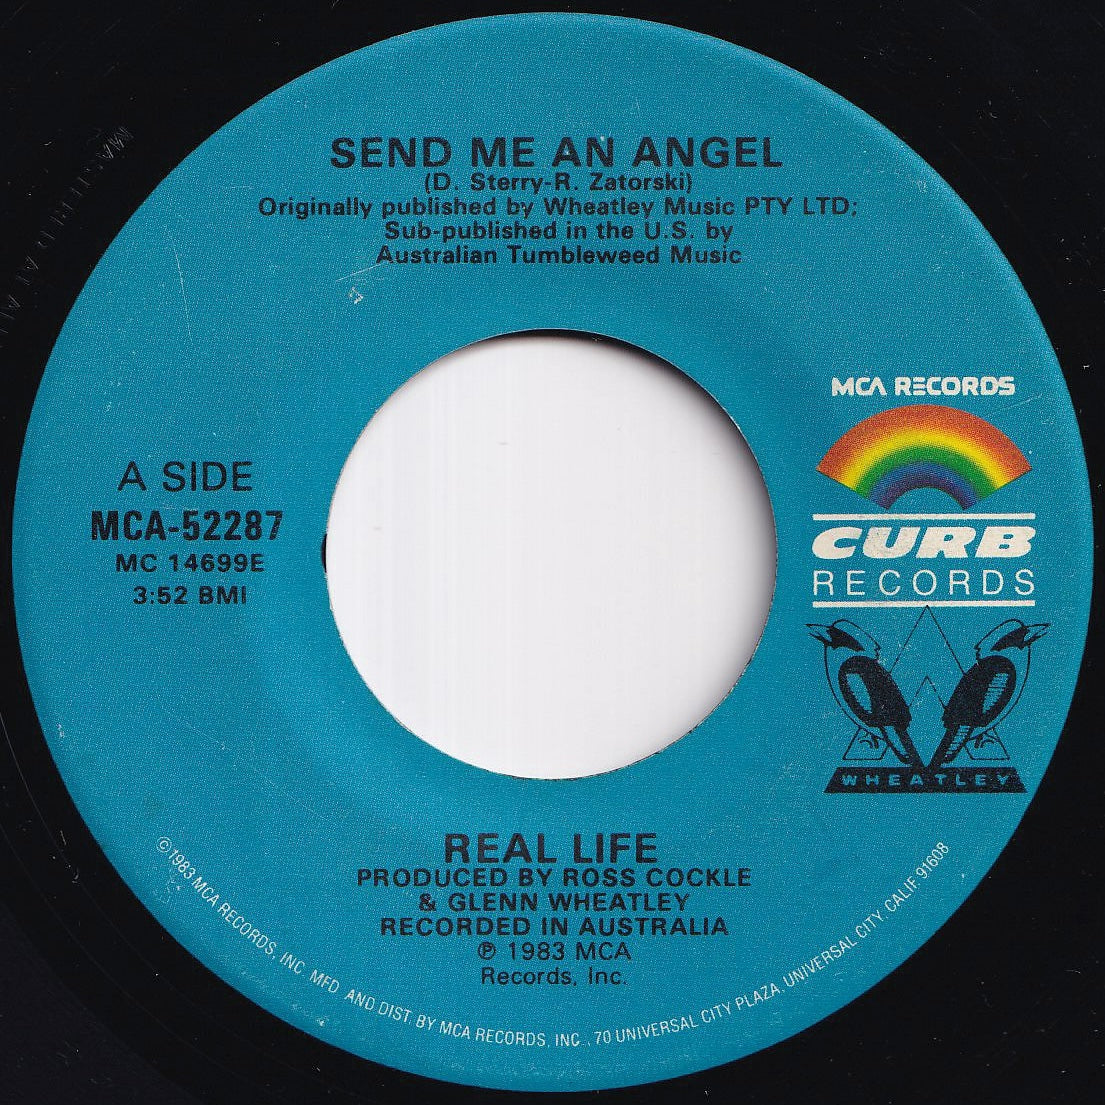 SEND ME AN ANGEL
(D. Sterry-R. Zatorski)
Originally published by Wheatley Music PTY LTD;
Sub-published in the U.S. by
Australian Tumbleweed Music
A SIDE
MCA-52287
MC 14699E
3:52 BMI
MCA RECORDS
CURB
RECORDS
WHEATLEY
REAL LIFE
PRODUCED BY ROSS COCKLE
& GLENN WHEATLEY
RECORDED IN AUSTRALIA
℗ 1983 MCA
Records, Inc.
©1983 MCA RECORDS, INC. MFD. AND DIST. BY MCA RECORDS, INC., 70 UNIVERSAL CITY PLAZA, UNIVERSAL CITY, CALIF. 91608